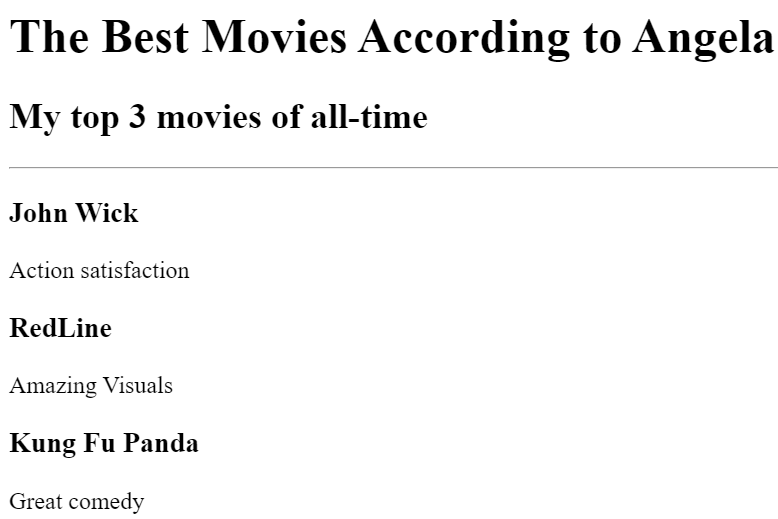 The Best Movies According to Angela
My top 3 movies of all-time
John Wick
Action satisfaction
RedLine
Amazing Visuals
Kung Fu Panda
Great comedy